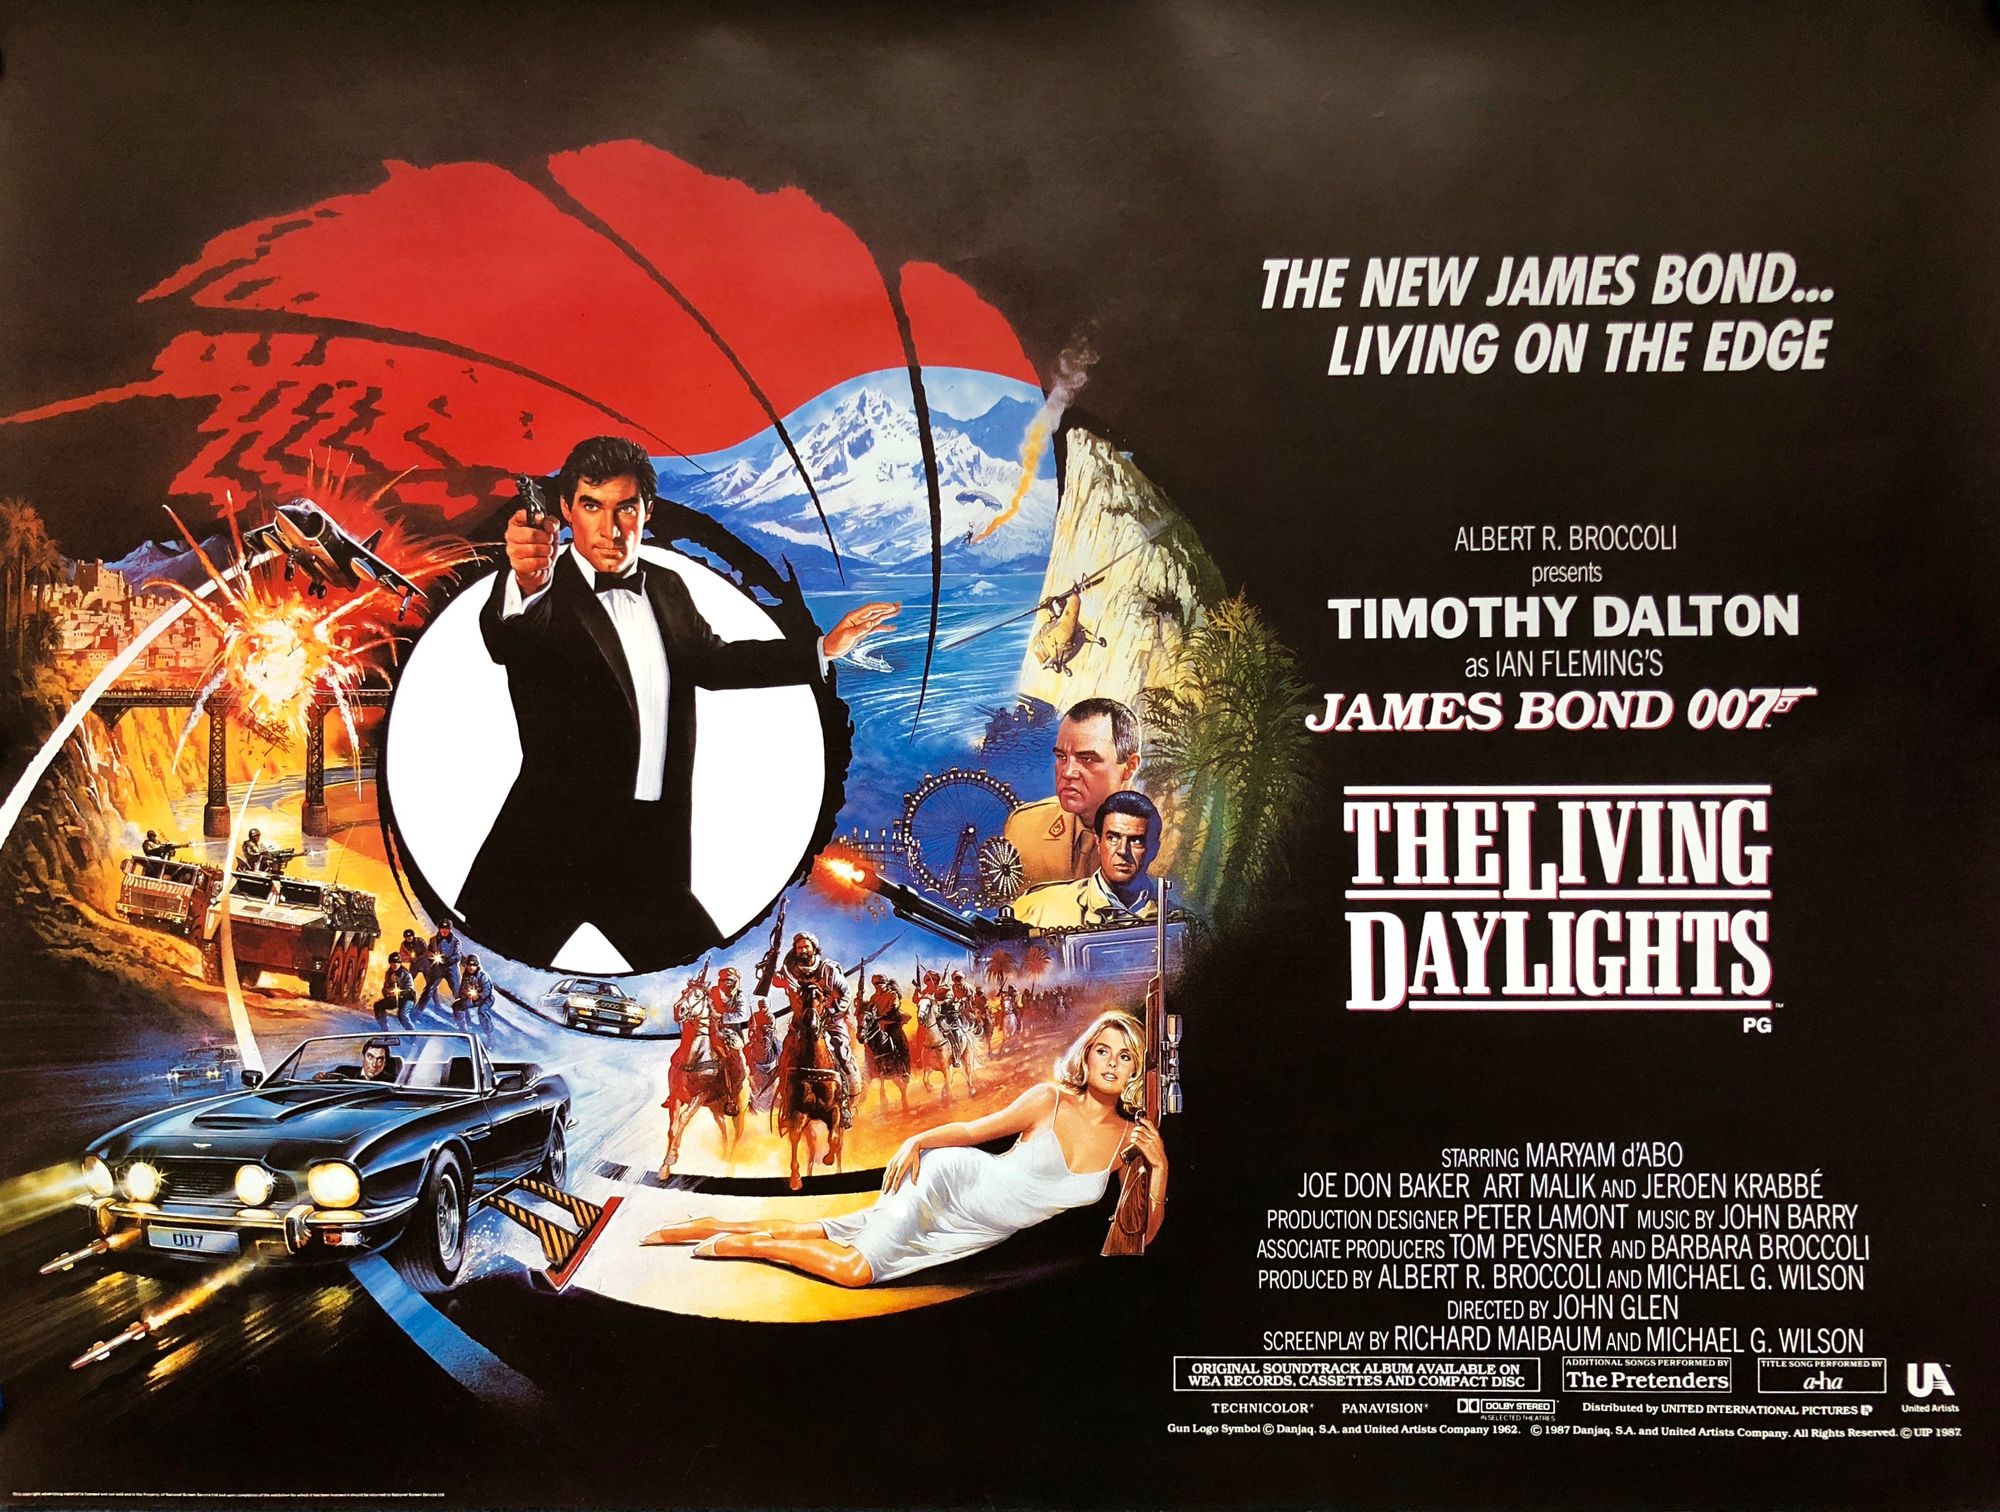 THE NEW JAMES BOND...
LIVING ON THE EDGE
ALBERT R. BROCCOLI
presents
TIMOTHY DALTON
as IAN FLEMING'S
JAMES BOND 007
THE LIVING
DAYLIGHTS
TM
PG
007
STARRING MARYAM d'ABO
JOE DON BAKER ART MALIK AND JEROEN KRABBÉ
PRODUCTION DESIGNER PETER LAMONT MUSIC BY JOHN BARRY
ASSOCIATE PRODUCERS TOM PEVSNER AND BARBARA BROCCOLI
PRODUCED BY ALBERT R. BROCCOLI AND MICHAEL G. WILSON
DIRECTED BY JOHN GLEN
SCREENPLAY BY RICHARD MAIBAUM AND MICHAEL G. WILSON
ORIGINAL SOUNDTRACK ALBUM AVAILABLE ON
WEA RECORDS, CASSETTES AND COMPACT DISC
ADDITIONAL SONGS PERFORMED BY
The Pretenders
TITLE SONG PERFORMED BY
a-ha
UA
United Artists
TECHNICOLOR® PANAVISION® DOLBY STEREO
IN SELECTED THEATRES
Distributed by UNITED INTERNATIONAL PICTURES
Gun Logo Symbol © Danjaq. S.A. and United Artists Company 1962. © 1987 Danjaq. S.A. and United Artists Company. All Rights Reserved. © UIP 1987.